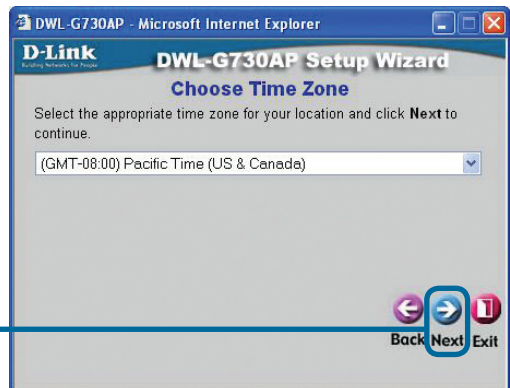 DWL-G730AP - Microsoft Internet Explorer
D-Link
Building Networks for People
DWL-G730AP Setup Wizard
Choose Time Zone
Select the appropriate time zone for your location and click Next to
continue.
(GMT-08:00) Pacific Time (US & Canada)
Back Next Exit